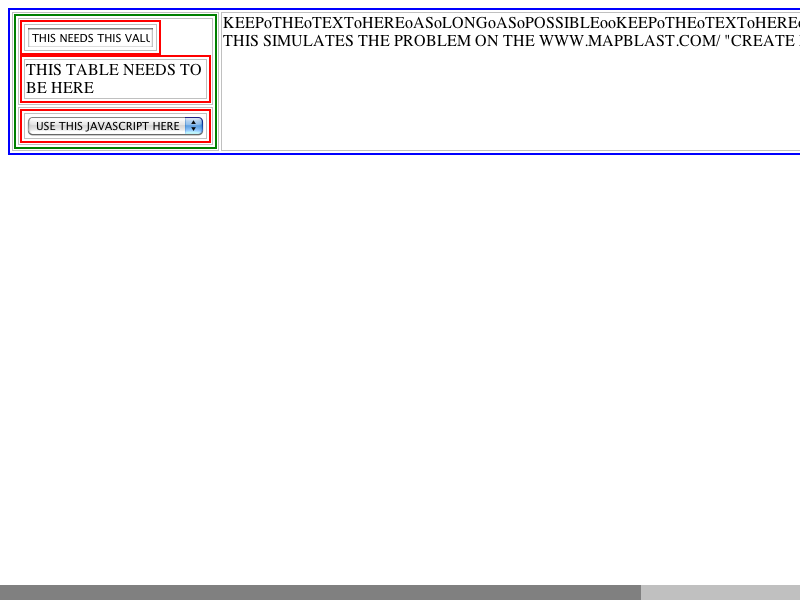 THIS NEEDS THIS VALU
THIS TABLE NEEDS TO
BE HERE
USE THIS JAVASCRIPT HERE
KEEPoTHEoTEXToHEREoASoLONGoASoPOSSIBLEooKEEPoTHEoTEXToHEREo
THIS SIMULATES THE PROBLEM ON THE WWW.MAPBLAST.COM/ "CREATE